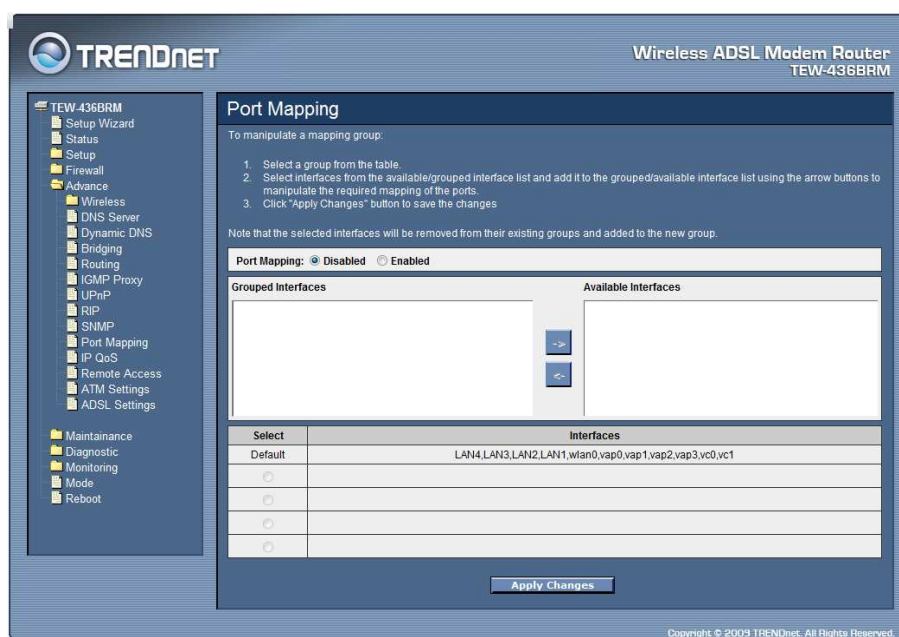 TRENDNET
Wireless ADSL Modem Router
TEW-436BRM
TEW-436BRM
Setup Wizard
Status
Setup
Firewall
Advance
Wireless
DNS Server
Dynamic DNS
Bridging
Routing
IGMP Proxy
UPnP
RIP
SNMP
Port Mapping
IP QoS
Remote Access
ATM Settings
ADSL Settings
Maintainance
Diagnostic
Monitoring
Mode
Reboot
Port Mapping
To manipulate a mapping group:
1. Select a group from the table.
2. Select interfaces from the available/grouped interface list and add it to the grouped/available interface list using the arrow buttons to
manipulate the required mapping of the ports.
3. Click "Apply Changes" button to save the changes
Note that the selected interfaces will be removed from their existing groups and added to the new group.
Port Mapping: Disabled Enabled
Grouped Interfaces Available Interfaces
->
<-
Select Interfaces
Default LAN4,LAN3,LAN2,LAN1,wlan0,vap0,vap1,vap2,vap3,vc0,vc1
Apply Changes
Copyright © 2009 TRENDnet. All Rights Reserved.